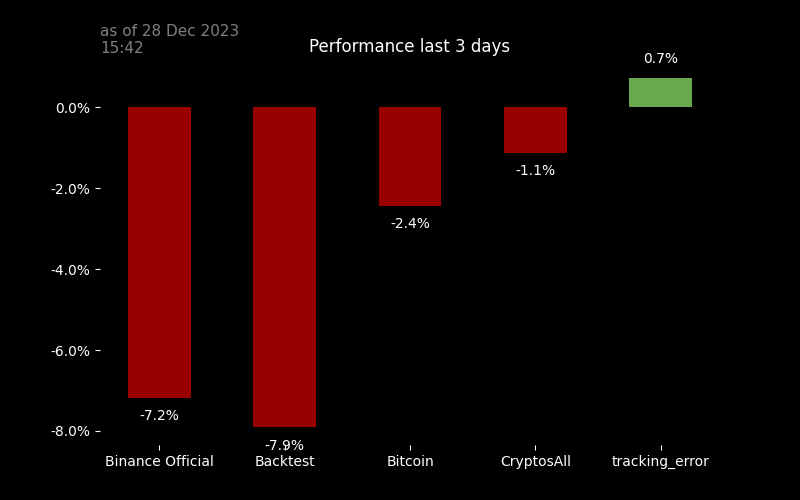 as of 28 Dec 2023
15:42
Performance last 3 days
0.7%
0.0%
-1.1%
-2.0%
-2.4%
-4.0%
-6.0%
-7.2%
-8.0%
-7.9%
Binance Official
Backtest
Bitcoin
CryptosAll
tracking_error